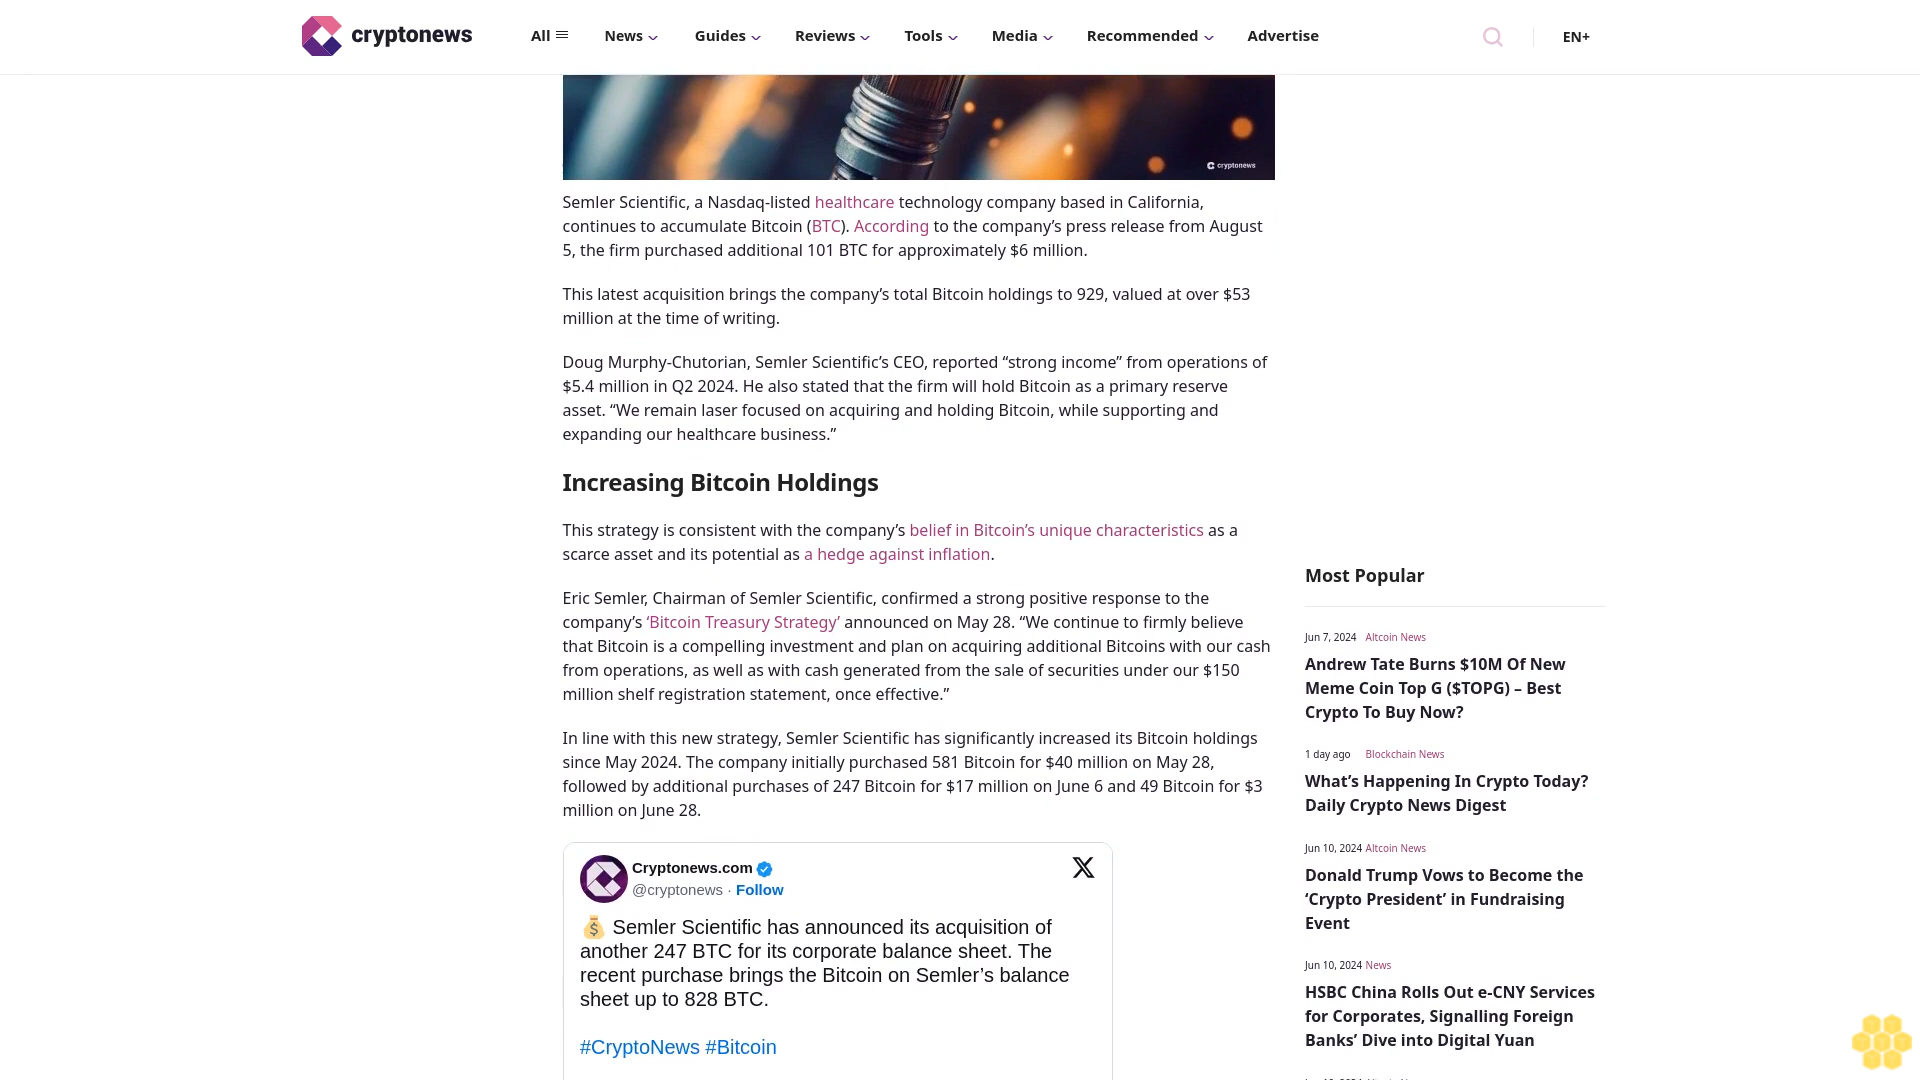 cryptonews
All
News
Guides
Reviews
Tools
Media
Recommended
Advertise
EN+
cryptonews
Semler Scientific, a Nasdaq-listed healthcare technology company based in California,
continues to accumulate Bitcoin (BTC). According to the company’s press release from August
5, the firm purchased additional 101 BTC for approximately $6 million.
This latest acquisition brings the company’s total Bitcoin holdings to 929, valued at over $53
million at the time of writing.
Doug Murphy-Chutorian, Semler Scientific’s CEO, reported “strong income” from operations of
$5.4 million in Q2 2024. He also stated that the firm will hold Bitcoin as a primary reserve
asset. “We remain laser focused on acquiring and holding Bitcoin, while supporting and
expanding our healthcare business.”
Increasing Bitcoin Holdings
This strategy is consistent with the company’s belief in Bitcoin’s unique characteristics as a
scarce asset and its potential as a hedge against inflation.
Eric Semler, Chairman of Semler Scientific, confirmed a strong positive response to the
company’s ‘Bitcoin Treasury Strategy’ announced on May 28. “We continue to firmly believe
that Bitcoin is a compelling investment and plan on acquiring additional Bitcoins with our cash
from operations, as well as with cash generated from the sale of securities under our $150
million shelf registration statement, once effective.”
In line with this new strategy, Semler Scientific has significantly increased its Bitcoin holdings
since May 2024. The company initially purchased 581 Bitcoin for $40 million on May 28,
followed by additional purchases of 247 Bitcoin for $17 million on June 6 and 49 Bitcoin for $3
million on June 28.
Cryptonews.com
@cryptonews · Follow
💰 Semler Scientific has announced its acquisition of
another 247 BTC for its corporate balance sheet. The
recent purchase brings the Bitcoin on Semler’s balance
sheet up to 828 BTC.
#CryptoNews #Bitcoin
Most Popular
Jun 7, 2024 Altcoin News
Andrew Tate Burns $10M Of New
Meme Coin Top G ($TOPG) – Best
Crypto To Buy Now?
1 day ago Blockchain News
What’s Happening In Crypto Today?
Daily Crypto News Digest
Jun 10, 2024 Altcoin News
Donald Trump Vows to Become the
‘Crypto President’ in Fundraising
Event
Jun 10, 2024 News
HSBC China Rolls Out e-CNY Services
for Corporates, Signalling Foreign
Banks’ Dive into Digital Yuan